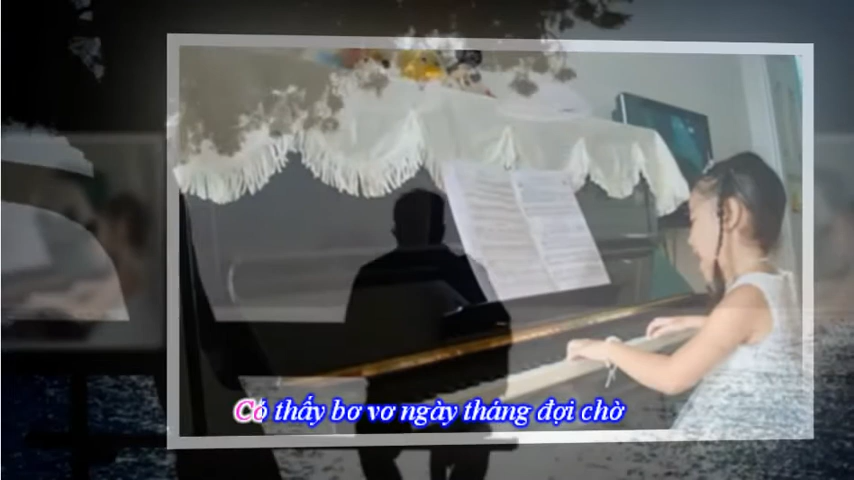 Có thấy bơ vơ ngày tháng đợi chờ